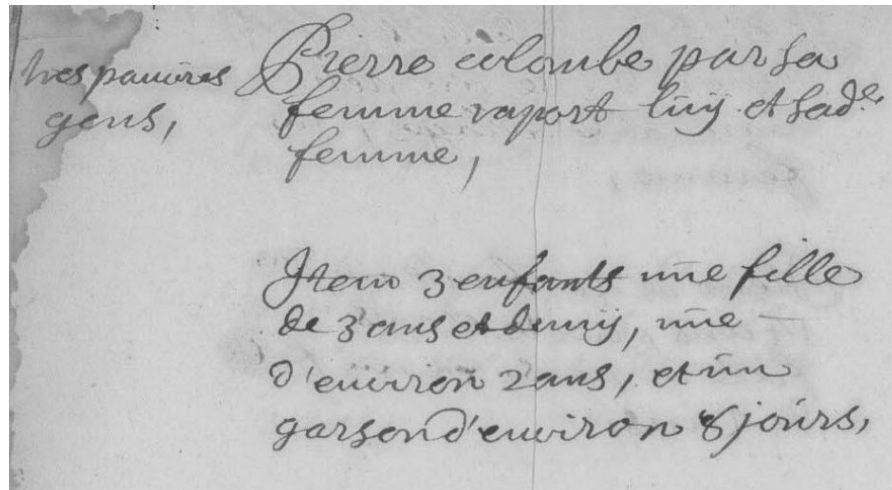 tres pauvres
gens,
Pierre colombe par sa
femme raport luy et sad.e
femme,
Item 3 enfants une fille
de 3 ans et demy, une
d'environ 2 ans, et un
garson d'environ 8 jours,